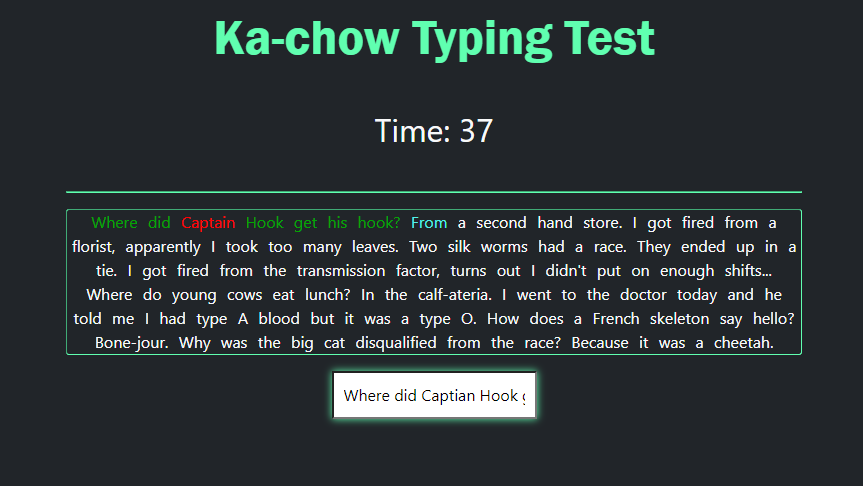 Ka-chow Typing Test
Time: 37
Where did Captain Hook get his hook? From a second hand store. I got fired from a
florist, apparently I took too many leaves. Two silk worms had a race. They ended up in a
tie. I got fired from the transmission factor, turns out I didn't put on enough shifts...
Where do young cows eat lunch? In the calf-ateria. I went to the doctor today and he
told me I had type A blood but it was a type O. How does a French skeleton say hello?
Bone-jour. Why was the big cat disqualified from the race? Because it was a cheetah.
Where did Captian Hook